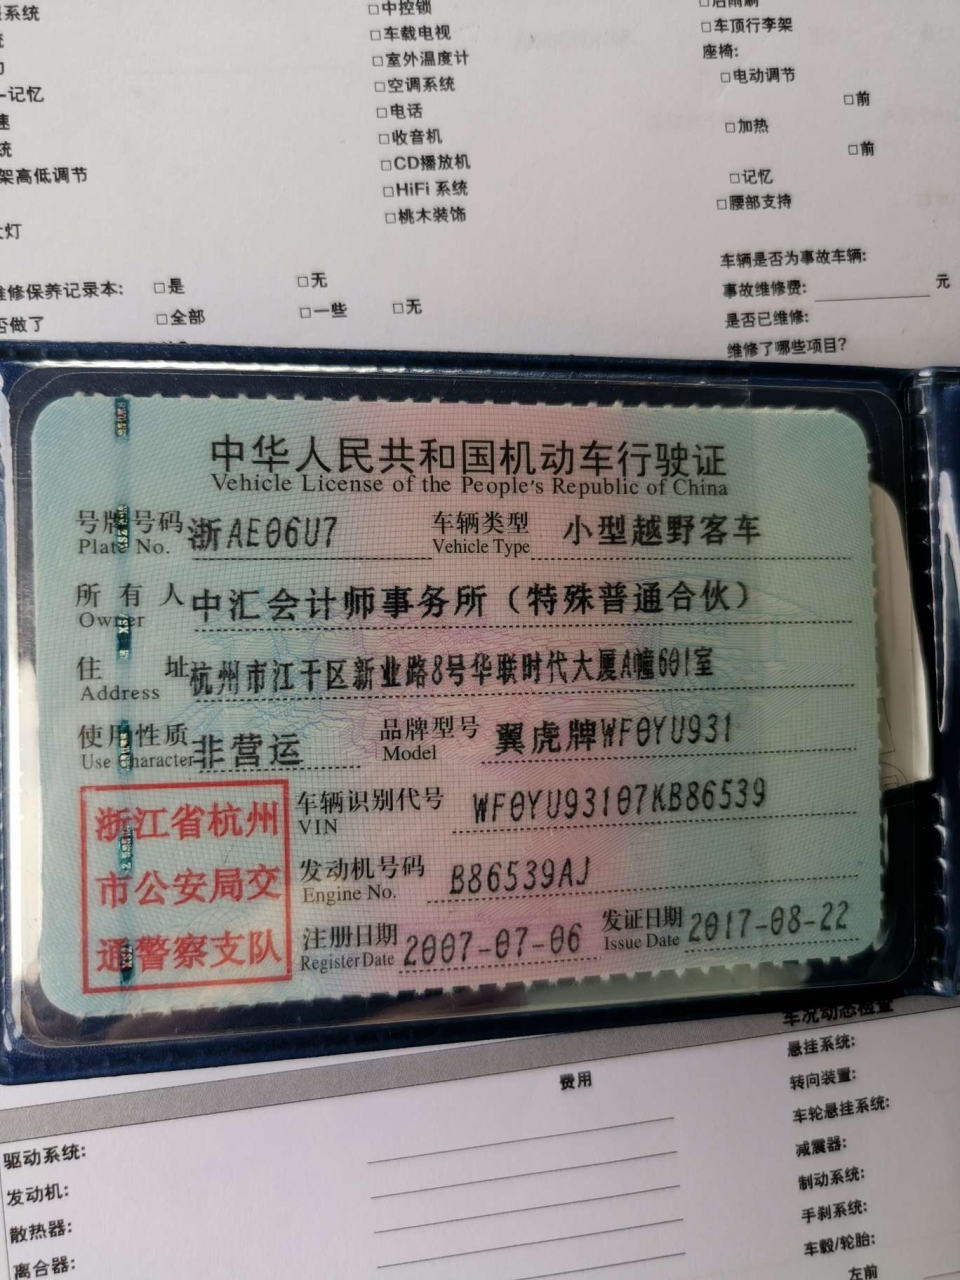 系统
□中控锁
□后雨刷
□车载电视
□车顶行李架
□室外温度计
座椅:
记忆
□空调系统
□电动调节
速
□电话
□前
统
□收音机
□加热
架高低调节
□CD播放机
□前
□HiFi 系统
□记忆
大灯
□桃木装饰
□腰部支持
车辆是否为事故车辆:
维修保养记录本: □是 □无
事故维修费: 元
否做了 □全部 □一些 □无
是否已维修:
维修了哪些项目?
中华人民共和国机动车行驶证
Vehicle License of the People's Republic of China
号牌号码 浙AE06U7 车辆类型 小型越野客车
Plate No. Vehicle Type
所有人 中汇会计师事务所（特殊普通合伙）
Owner
住址 杭州市江干区新业路8号华联时代大厦A幢601室
Address
使用性质 非营运 品牌型号 翼虎牌WF0YU931
Use Character Model
浙江省杭州
市公安局交
通警察支队
车辆识别代号 WF0YU93107KB86539
VIN
发动机号码 B86539AJ
Engine No.
注册日期 2007-07-06 发证日期 2017-08-22
Register Date Issue Date
车况动态检查
费用
悬挂系统:
转向装置:
驱动系统:
车轮悬挂系统:
发动机:
减震器:
散热器:
制动系统:
离合器:
手刹系统:
车毂/轮胎:
左前